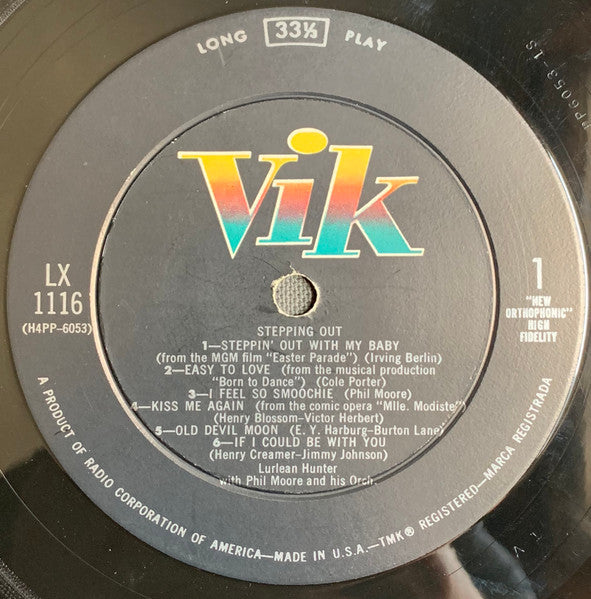 LONG 33⅓ PLAY
Vik
LX
1116
(H4PP-6053)
1
"NEW
ORTHOPHONIC"
HIGH
FIDELITY
STEPPING OUT
1—STEPPIN' OUT WITH MY BABY
(from the MGM film "Easter Parade") (Irving Berlin)
2—EASY TO LOVE (from the musical production
"Born to Dance") (Cole Porter)
3—I FEEL SO SMOOCHIE (Phil Moore)
4—KISS ME AGAIN (from the comic opera "Mlle. Modiste")
(Henry Blossom-Victor Herbert)
5—OLD DEVIL MOON (E. Y. Harburg-Burton Lane)
6—IF I COULD BE WITH YOU
(Henry Creamer-Jimmy Johnson)
Lurlean Hunter
with Phil Moore and his Orch.
A PRODUCT OF RADIO CORPORATION OF AMERICA—MADE IN U.S.A.—TMK ® REGISTERED—MARCA REGISTRADA